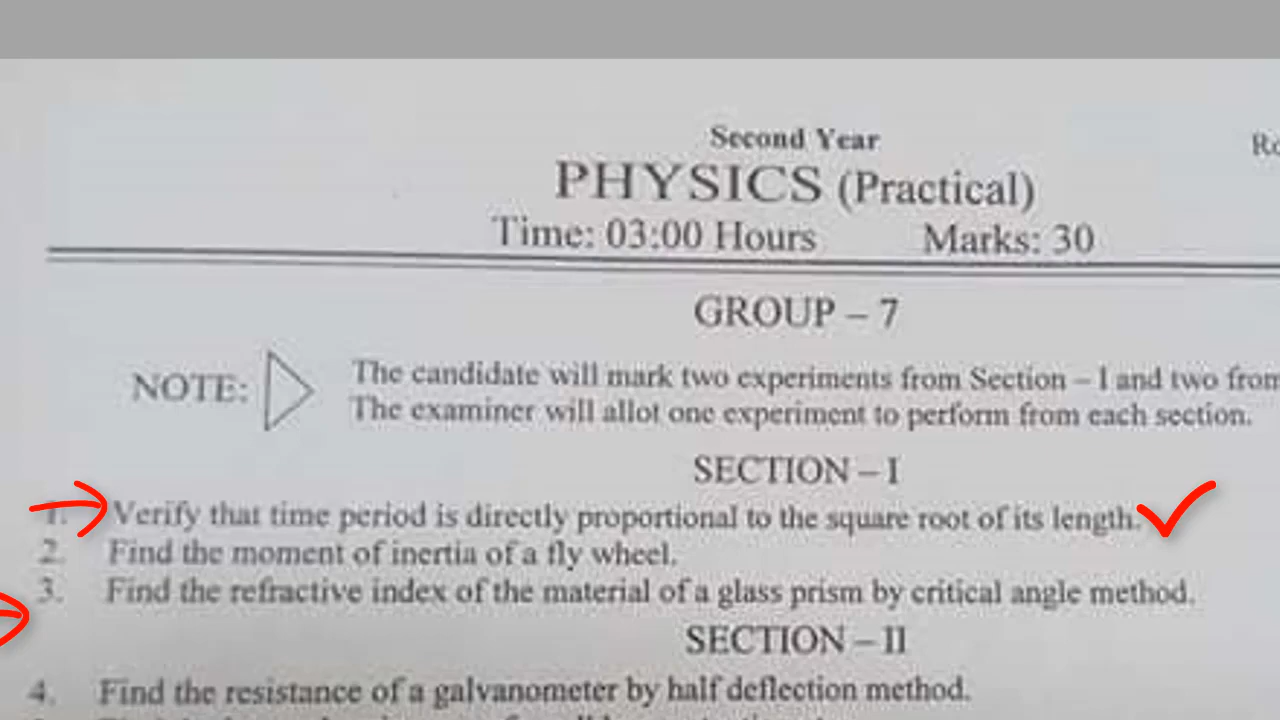 Second Year
PHYSICS (Practical)
Time: 03:00 Hours Marks: 30
GROUP – 7
NOTE: The candidate will mark two experiments from Section – I and two from
The examiner will allot one experiment to perform from each section.
SECTION – I
1. Verify that time period is directly proportional to the square root of its length.
2. Find the moment of inertia of a fly wheel.
3. Find the refractive index of the material of a glass prism by critical angle method.
SECTION – II
4. Find the resistance of a galvanometer by half deflection method.